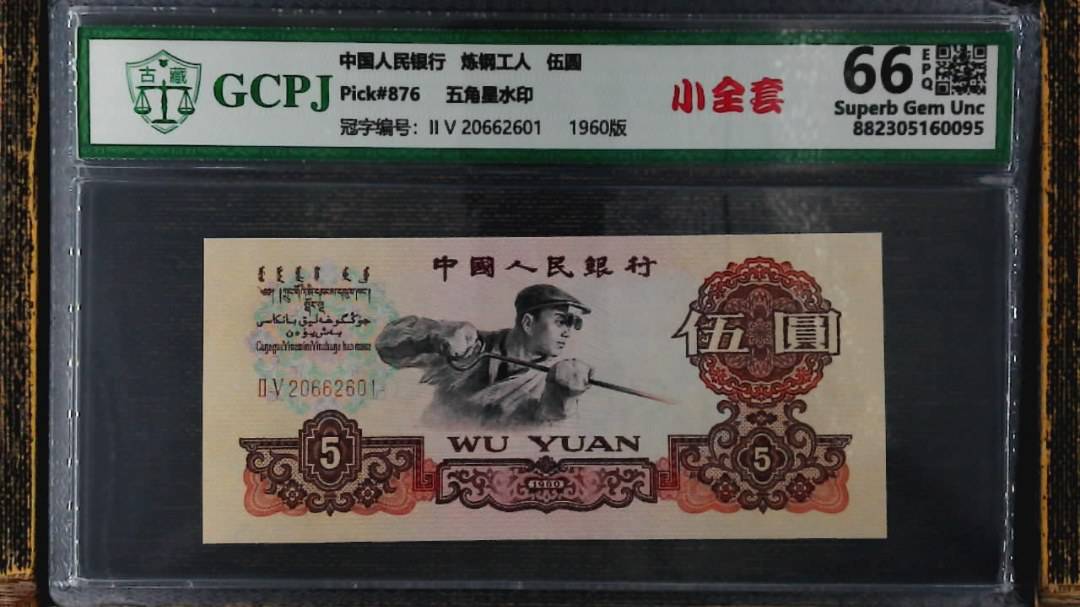 古藏
GCPJ
中国人民银行 炼钢工人 伍圆
Pick#876 五角星水印
冠字编号：II V 20662601 1960版
小全套
66
EPQ
Superb Gem Unc
882305160095
中國人民銀行
伍圓
II V 20662601
5
WU YUAN
1960
5